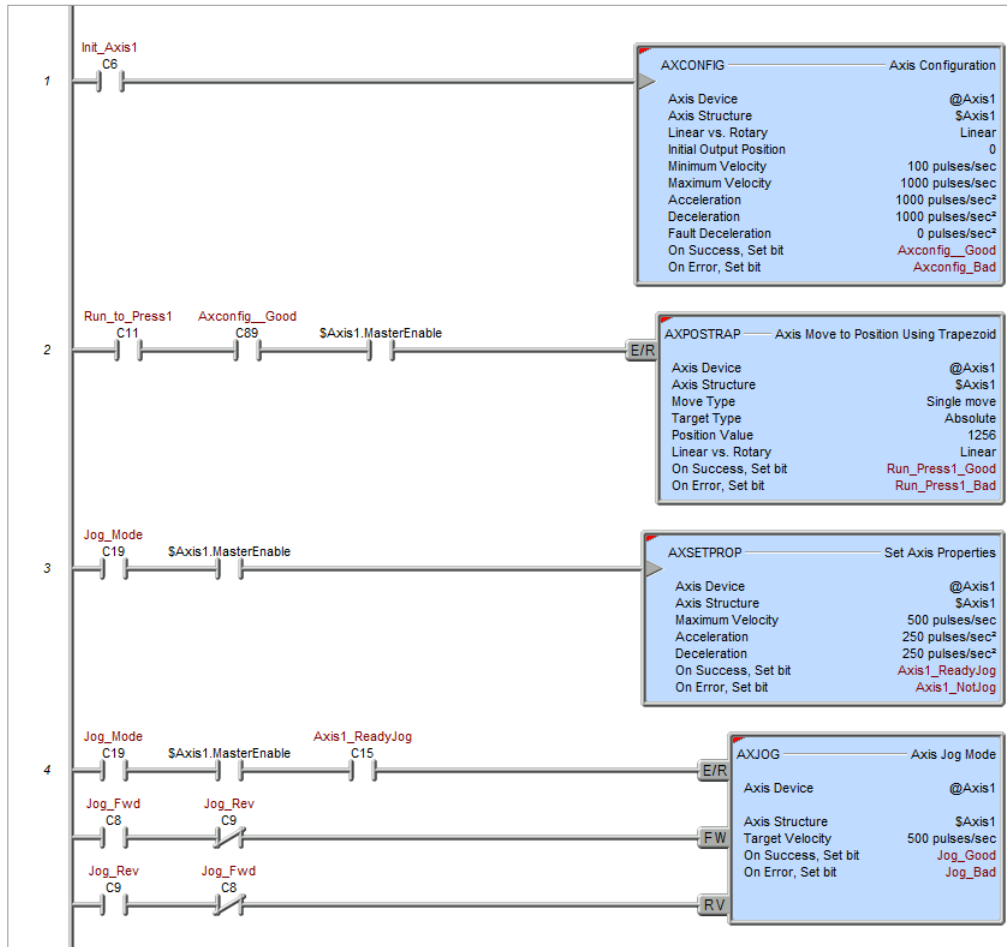 Init_Axis1
C6
1
AXCONFIG Axis Configuration
Axis Device @Axis1
Axis Structure $Axis1
Linear vs. Rotary Linear
Initial Output Position 0
Minimum Velocity 100 pulses/sec
Maximum Velocity 1000 pulses/sec
Acceleration 1000 pulses/sec²
Deceleration 1000 pulses/sec²
Fault Deceleration 0 pulses/sec²
On Success, Set bit Axconfig__Good
On Error, Set bit Axconfig_Bad
Run_to_Press1 Axconfig__Good
C11 C89 $Axis1.MasterEnable
2
E/R
AXPOSTRAP Axis Move to Position Using Trapezoid
Axis Device @Axis1
Axis Structure $Axis1
Move Type Single move
Target Type Absolute
Position Value 1256
Linear vs. Rotary Linear
On Success, Set bit Run_Press1_Good
On Error, Set bit Run_Press1_Bad
Jog_Mode
C19 $Axis1.MasterEnable
3
AXSETPROP Set Axis Properties
Axis Device @Axis1
Axis Structure $Axis1
Maximum Velocity 500 pulses/sec
Acceleration 250 pulses/sec²
Deceleration 250 pulses/sec²
On Success, Set bit Axis1_ReadyJog
On Error, Set bit Axis1_NotJog
Jog_Mode Axis1_ReadyJog
C19 $Axis1.MasterEnable C15
4
E/R
Jog_Fwd Jog_Rev
C8 C9
FW
Jog_Rev Jog_Fwd
C9 C8
RV
AXJOG Axis Jog Mode
Axis Device @Axis1
Axis Structure $Axis1
Target Velocity 500 pulses/sec
On Success, Set bit Jog_Good
On Error, Set bit Jog_Bad